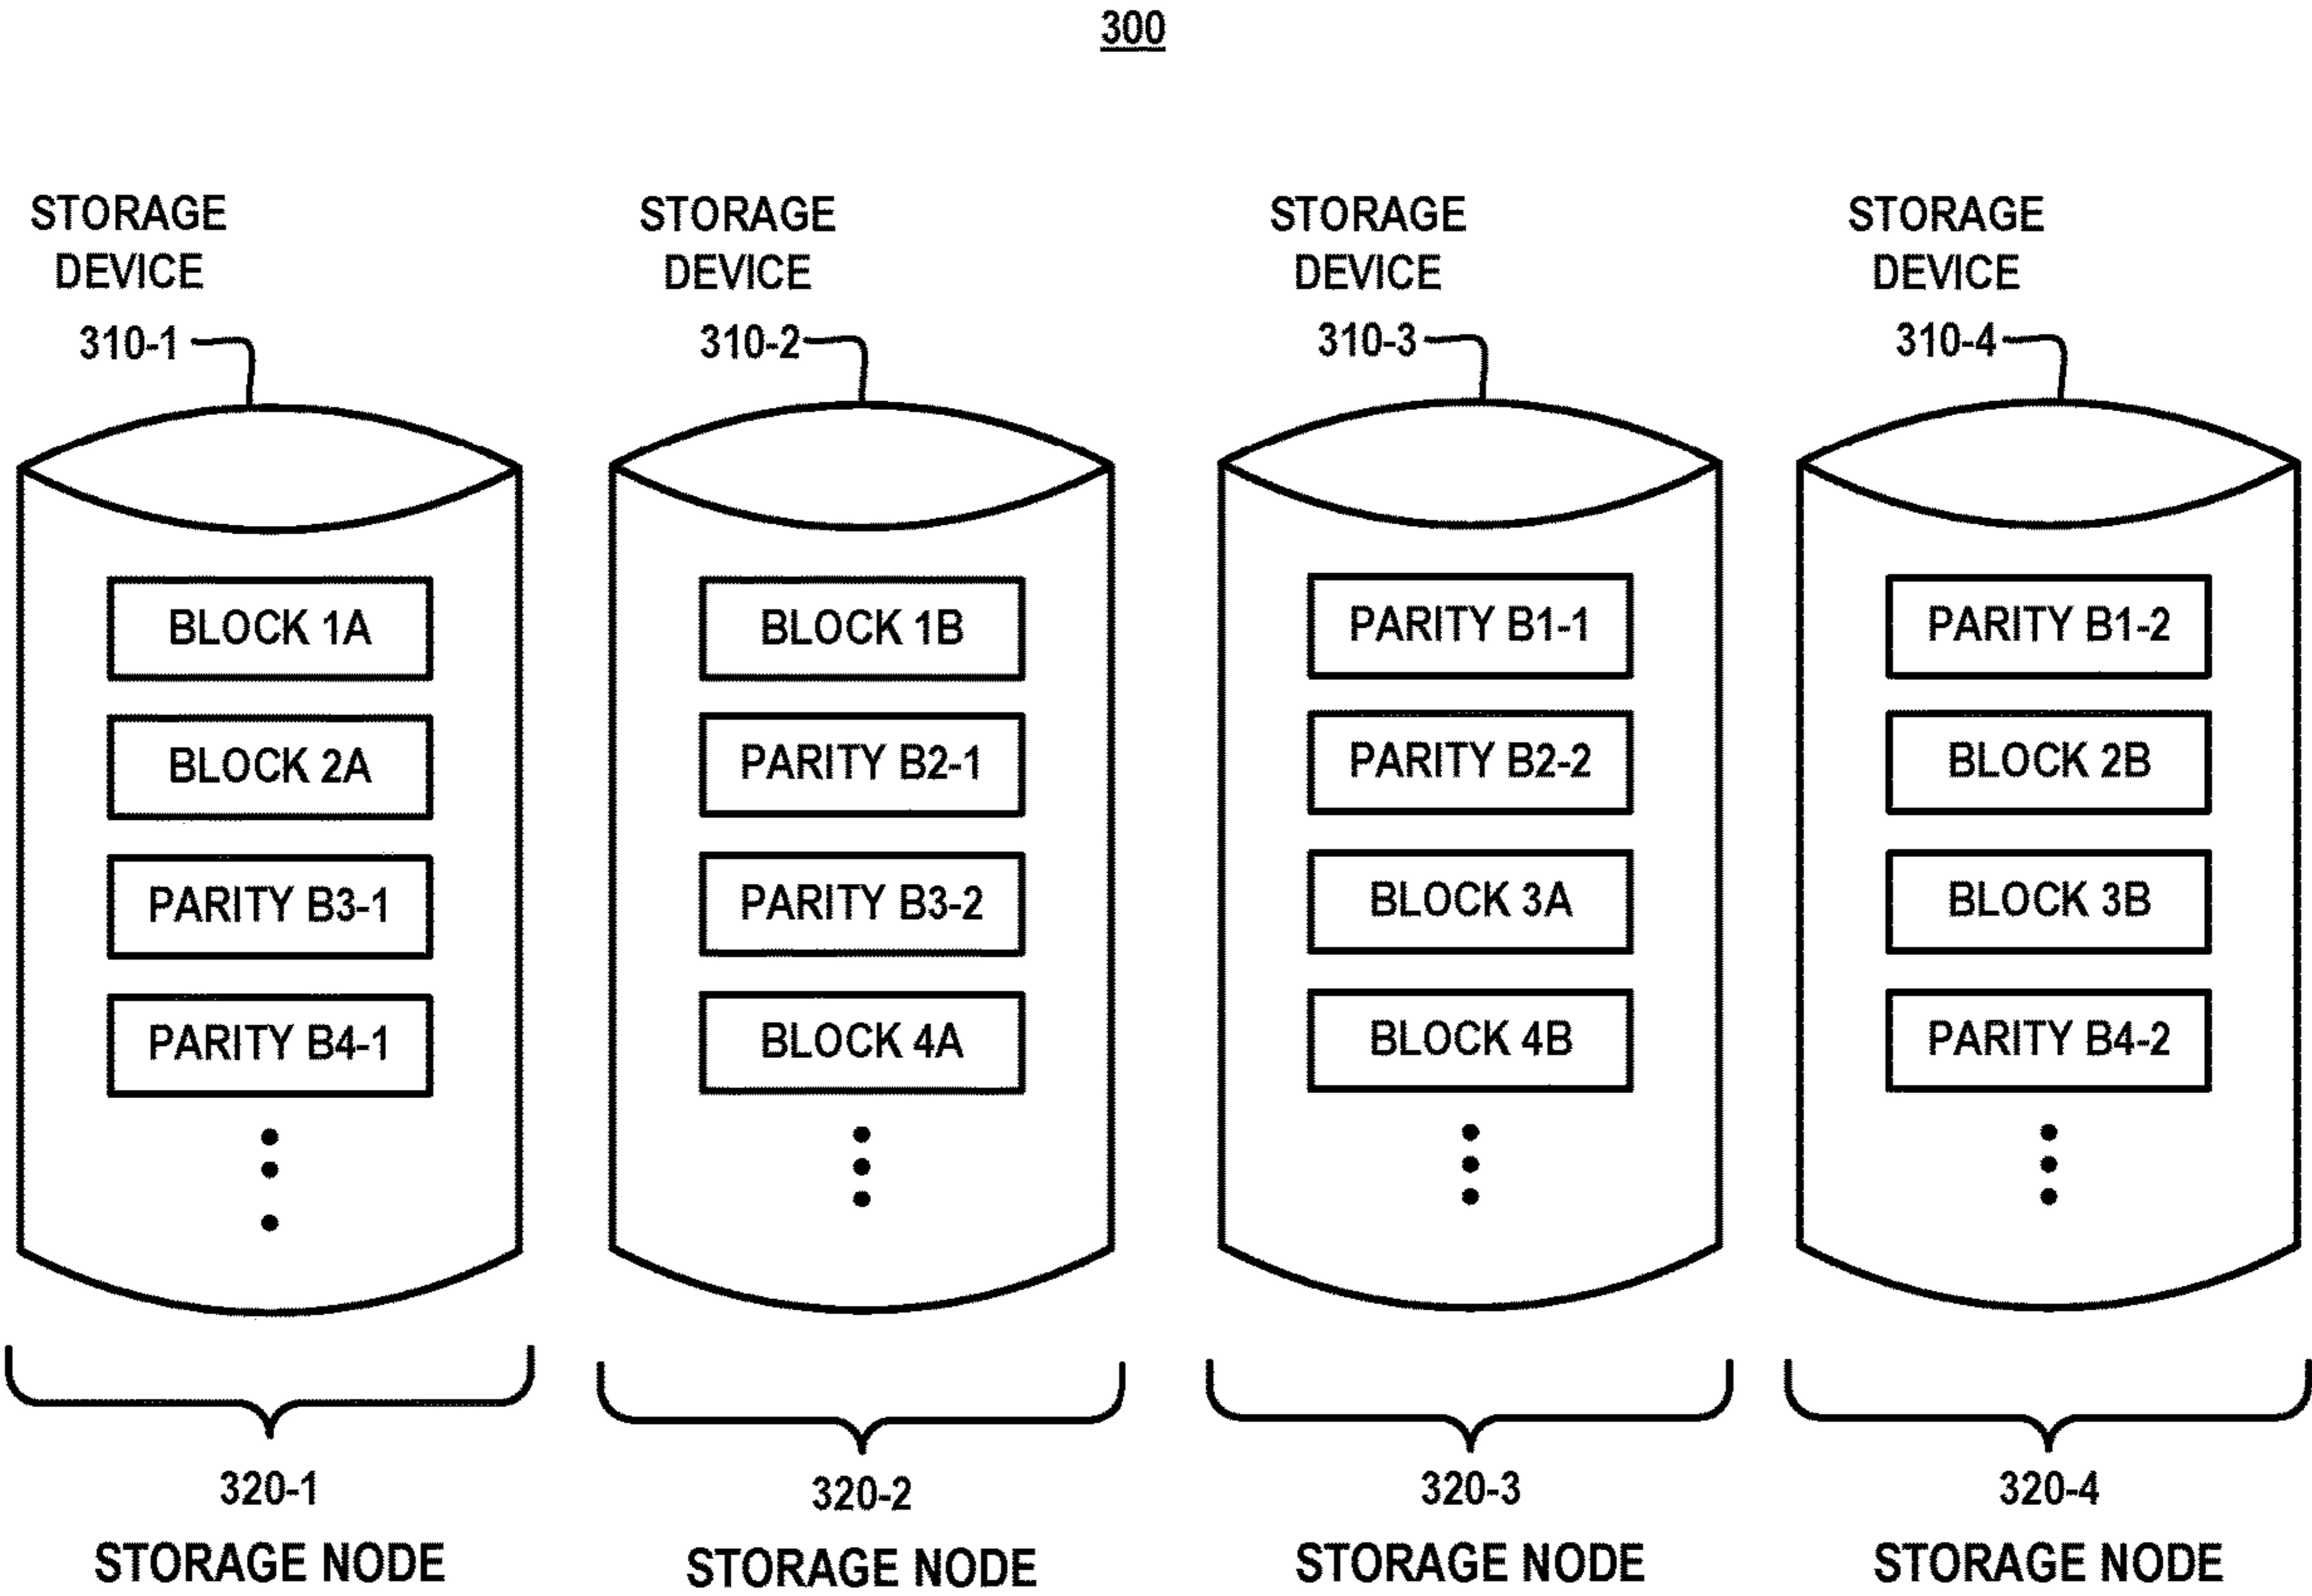 300
STORAGE
DEVICE
310-1
STORAGE
DEVICE
310-2
STORAGE
DEVICE
310-3
STORAGE
DEVICE
310-4
BLOCK 1A
BLOCK 2A
PARITY B3-1
PARITY B4-1
BLOCK 1B
PARITY B2-1
PARITY B3-2
BLOCK 4A
PARITY B1-1
PARITY B2-2
BLOCK 3A
BLOCK 4B
PARITY B1-2
BLOCK 2B
BLOCK 3B
PARITY B4-2
320-1
STORAGE NODE
320-2
STORAGE NODE
320-3
STORAGE NODE
320-4
STORAGE NODE